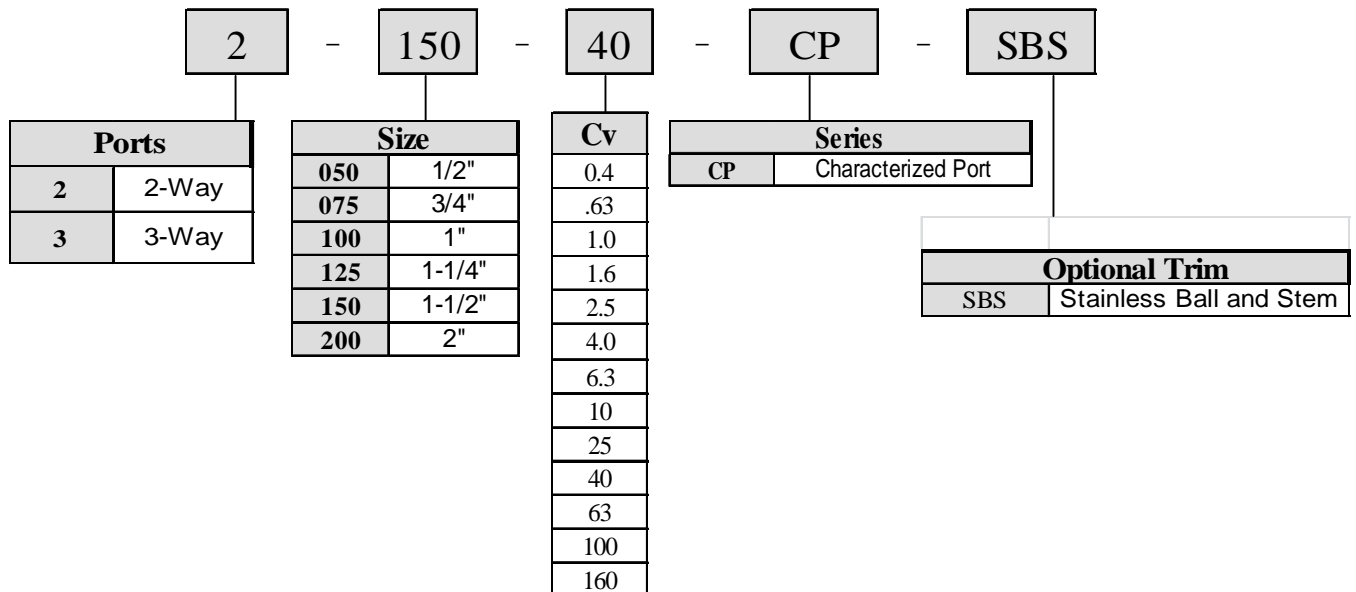 2 - 150 - 40 - CP - SBS
Ports
2 2-Way
3 3-Way
Size
050 1/2"
075 3/4"
100 1"
125 1-1/4"
150 1-1/2"
200 2"
Cv
0.4
.63
1.0
1.6
2.5
4.0
6.3
10
25
40
63
100
160
Series
CP Characterized Port
Optional Trim
SBS Stainless Ball and Stem